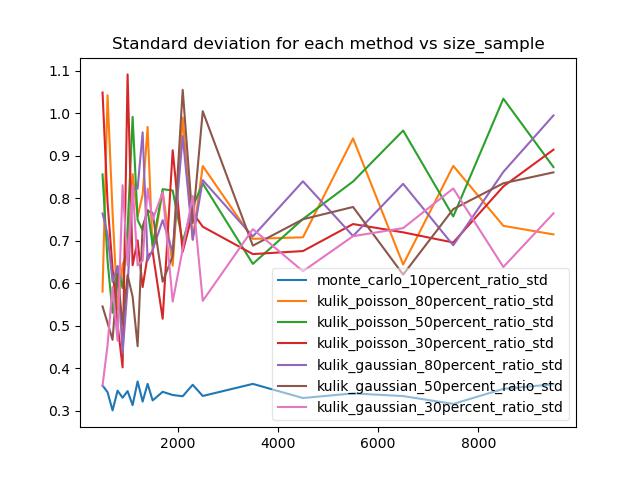 Standard deviation for each method vs size_sample
1.1
1.0
0.9
0.8
0.7
0.6
0.5
0.4
0.3
monte_carlo_10percent_ratio_std
kulik_poisson_80percent_ratio_std
kulik_poisson_50percent_ratio_std
kulik_poisson_30percent_ratio_std
kulik_gaussian_80percent_ratio_std
kulik_gaussian_50percent_ratio_std
kulik_gaussian_30percent_ratio_std
2000 4000 6000 8000